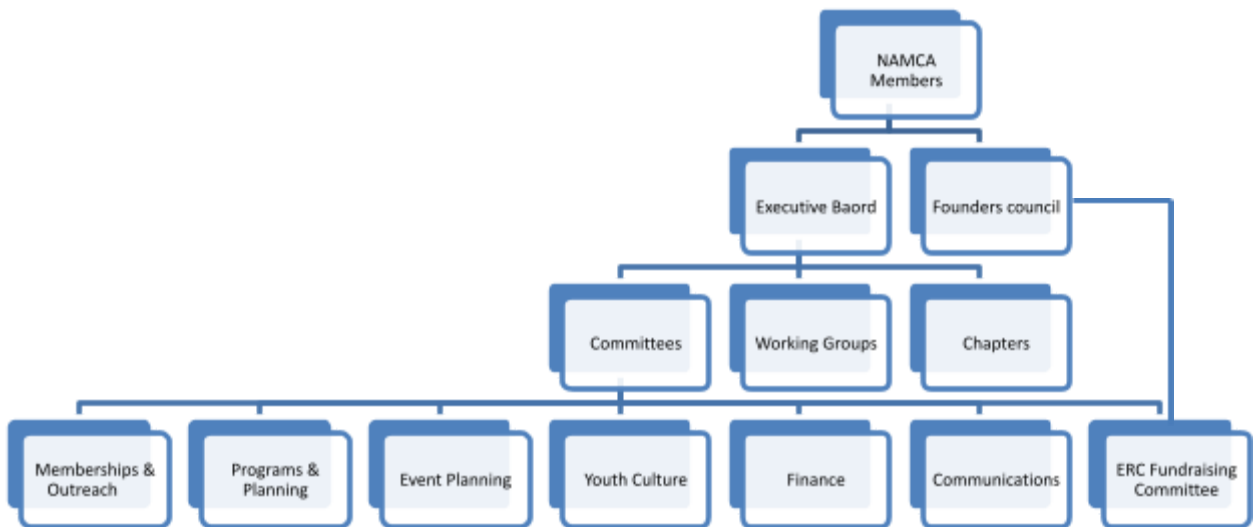 NAMCA
Members
Executive Baord
Founders council
Committees
Working Groups
Chapters
Memberships &
Outreach
Programs &
Planning
Event Planning
Youth Culture
Finance
Communications
ERC Fundraising
Committee